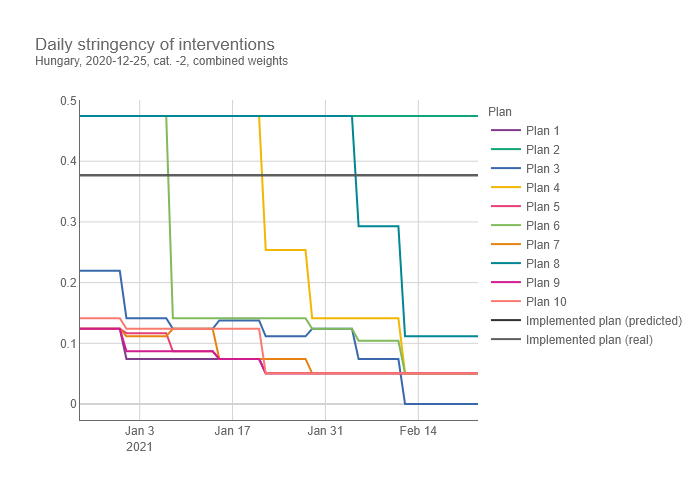 Daily stringency of interventions
Hungary, 2020-12-25, cat. -2, combined weights
0.5
0.4
0.3
0.2
0.1
0
Jan 3
2021
Jan 17
Jan 31
Feb 14
Plan
Plan 1
Plan 2
Plan 3
Plan 4
Plan 5
Plan 6
Plan 7
Plan 8
Plan 9
Plan 10
Implemented plan (predicted)
Implemented plan (real)